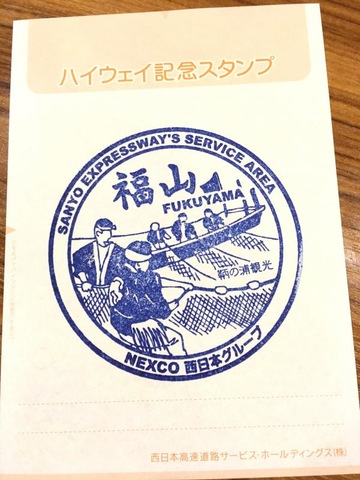 ハイウェイ記念スタンプ
SANYO EXPRESSWAY'S SERVICE AREA
福山
FUKUYAMA
鞆の浦観光
NEXCO 西日本グループ
西日本高速道路サービス・ホールディングス(株)